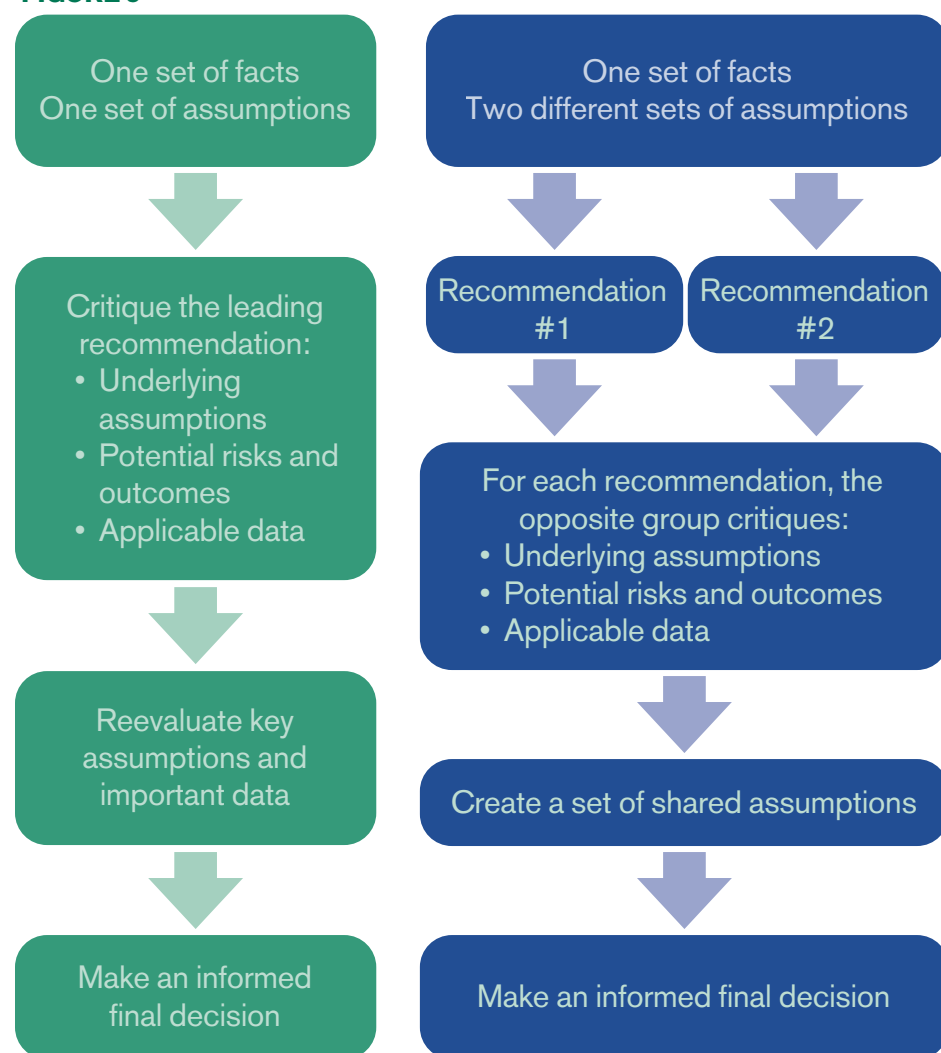 One set of facts
One set of assumptions
Critique the leading
recommendation:
• Underlying
assumptions
• Potential risks and
outcomes
• Applicable data
Reevaluate key
assumptions and
important data
Make an informed
final decision
One set of facts
Two different sets of assumptions
Recommendation
#1
Recommendation
#2
For each recommendation, the
opposite group critiques:
• Underlying assumptions
• Potential risks and outcomes
• Applicable data
Create a set of shared assumptions
Make an informed final decision